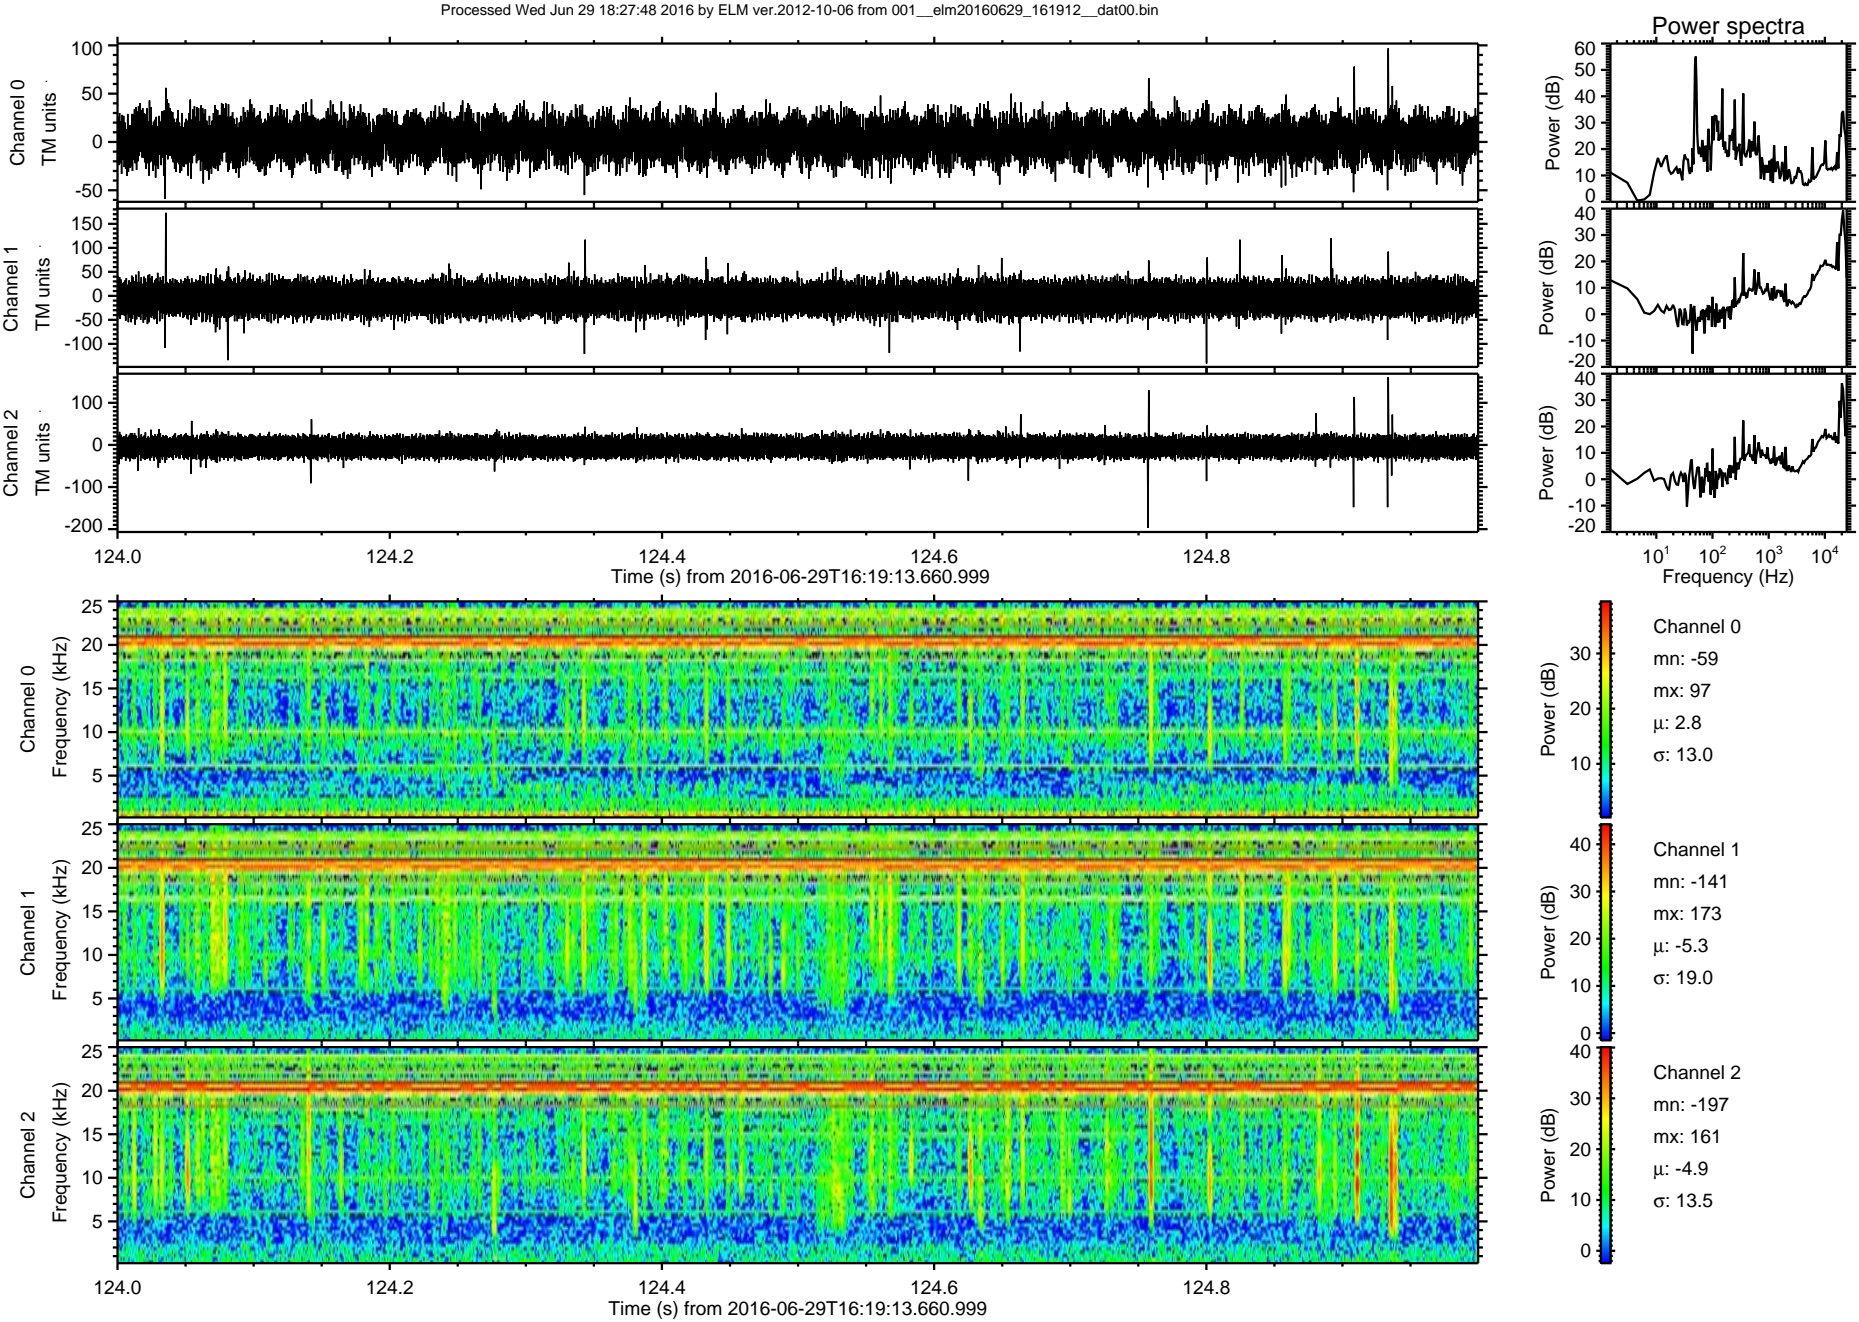 Processed Wed Jun 29 18:27:48 2016 by ELM ver.2012-10-06 from 001__elm20160629_161912__dat00.bin
Power spectra
Channel 0
TM units
100
50
0
-50
Power (dB)
60
50
40
30
20
10
0
Channel 1
TM units
150
100
50
0
-50
-100
Power (dB)
40
30
20
10
0
-10
-20
Channel 2
TM units
100
0
-100
-200
Power (dB)
40
30
20
10
0
-10
-20
124.0 124.2 124.4 124.6 124.8
Time (s) from 2016-06-29T16:19:13.660.999
10^1 10^2 10^3 10^4
Frequency (Hz)
Channel 0
Frequency (kHz)
25
20
15
10
5
Power (dB)
30
20
10
Channel 0
mn: -59
mx: 97
μ: 2.8
σ: 13.0
Channel 1
Frequency (kHz)
25
20
15
10
5
Power (dB)
40
30
20
10
0
Channel 1
mn: -141
mx: 173
μ: -5.3
σ: 19.0
Channel 2
Frequency (kHz)
25
20
15
10
5
Power (dB)
40
30
20
10
0
Channel 2
mn: -197
mx: 161
μ: -4.9
σ: 13.5
124.0 124.2 124.4 124.6 124.8
Time (s) from 2016-06-29T16:19:13.660.999